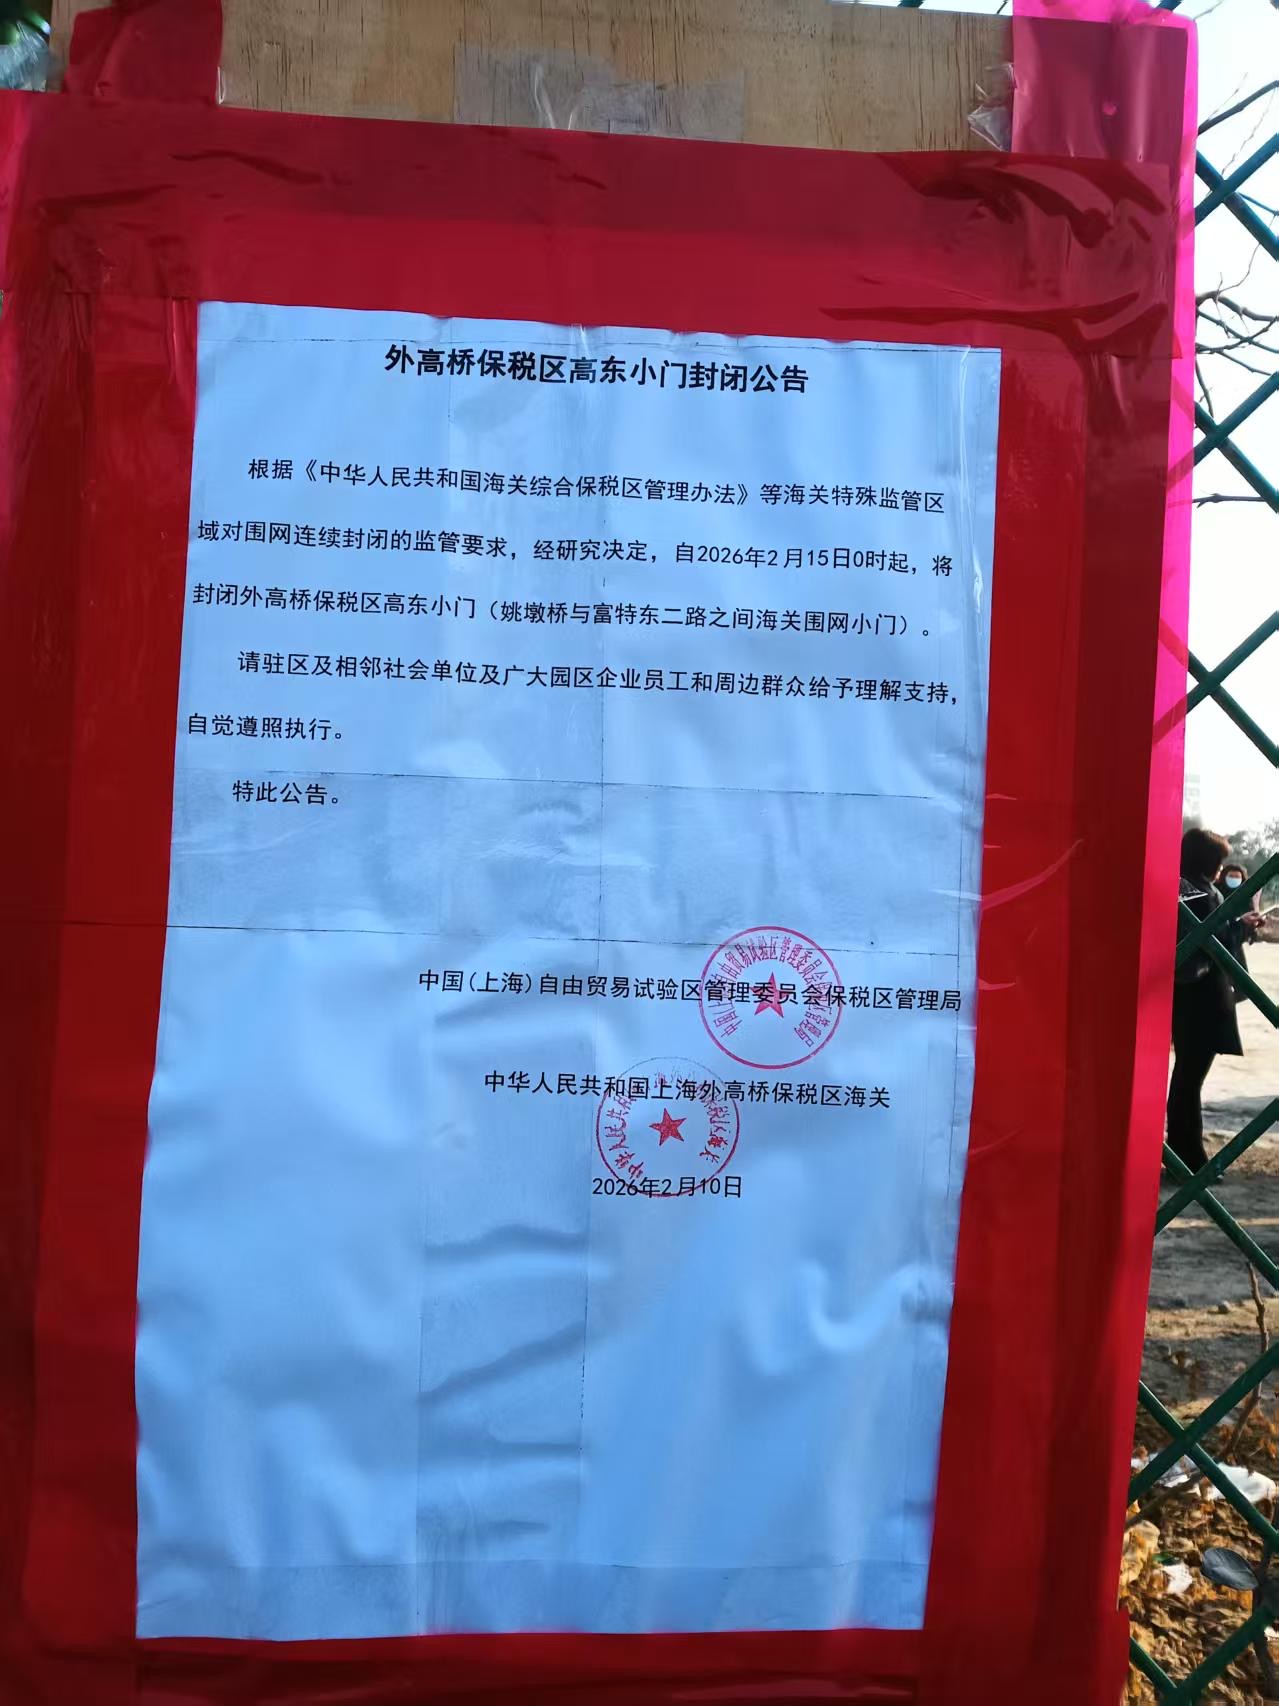 外高桥保税区高东小门封闭公告
根据《中华人民共和国海关综合保税区管理办法》等海关特殊监管区
域对围网连续封闭的监管要求，经研究决定，自2026年2月15日0时起，将
封闭外高桥保税区高东小门（姚墩桥与富特东二路之间海关围网小门）。
请驻区及相邻社会单位及广大园区企业员工和周边群众给予理解支持，
自觉遵照执行。
特此公告。
中国(上海)自由贸易试验区管理委员会保税区管理局
中华人民共和国上海外高桥保税区海关
2026年2月10日